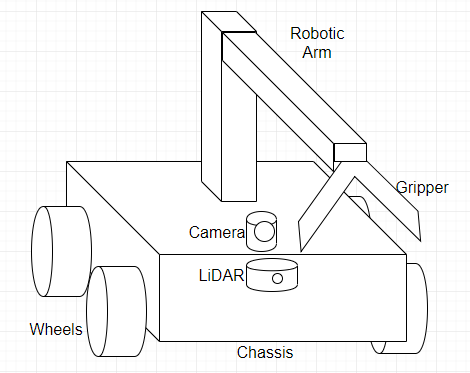 Robotic
Arm
Gripper
Camera
LiDAR
Wheels
Chassis